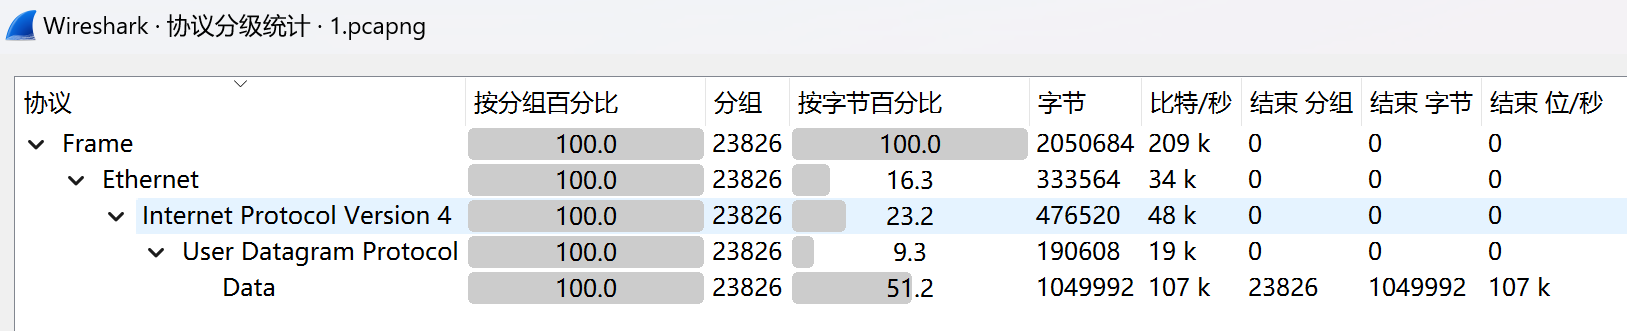 Wireshark · 协议分级统计 · 1.pcapng
协议 按分组百分比 分组 按字节百分比 字节 比特/秒 结束 分组 结束 字节 结束 位/秒
Frame 100.0 23826 100.0 2050684 209 k 0 0 0
Ethernet 100.0 23826 16.3 333564 34 k 0 0 0
Internet Protocol Version 4 100.0 23826 23.2 476520 48 k 0 0 0
User Datagram Protocol 100.0 23826 9.3 190608 19 k 0 0 0
Data 100.0 23826 51.2 1049992 107 k 23826 1049992 107 k